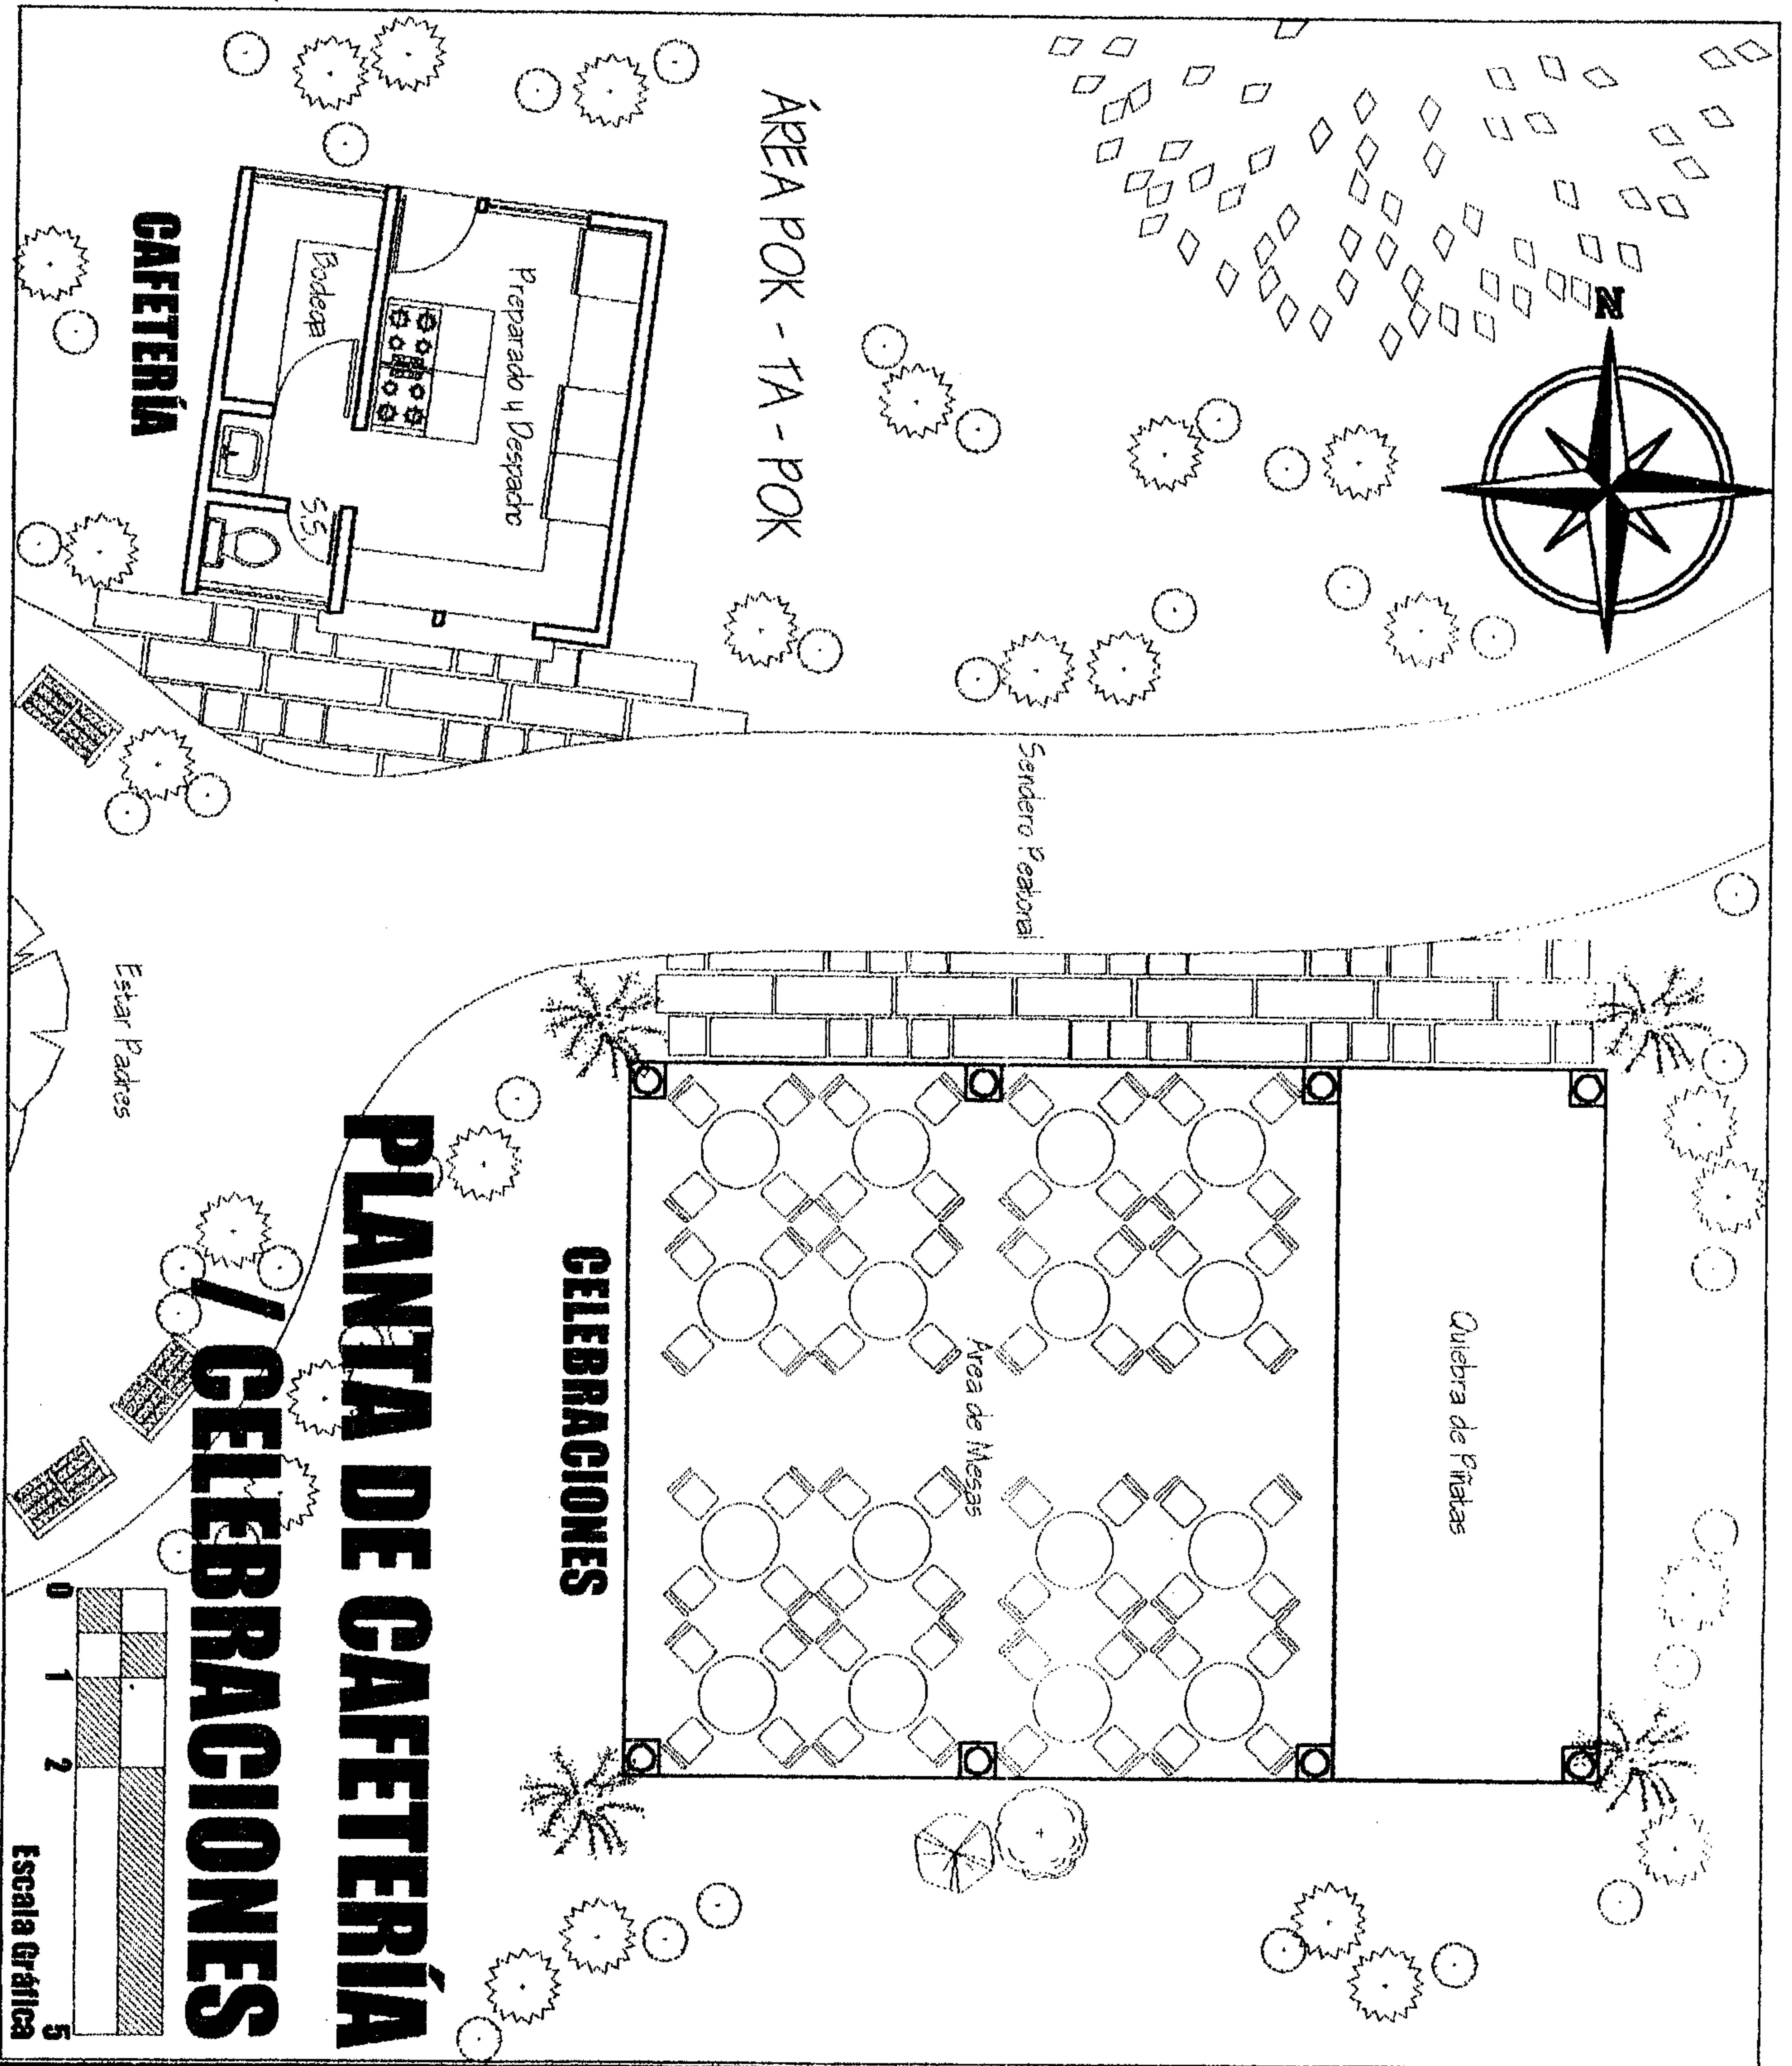 N
ÁREA POK - TA - POK
CAFETERÍA
Bodega
Preparado y Despacho
S.S.
Sendero Peatonal
Estar Padres
Quiebra de Piñatas
Área de Mesas
CELEBRACIONES
PLANTA DE CAFETERÍA
/ CELEBRACIONES
0 1 2 5
Escala Gráfica